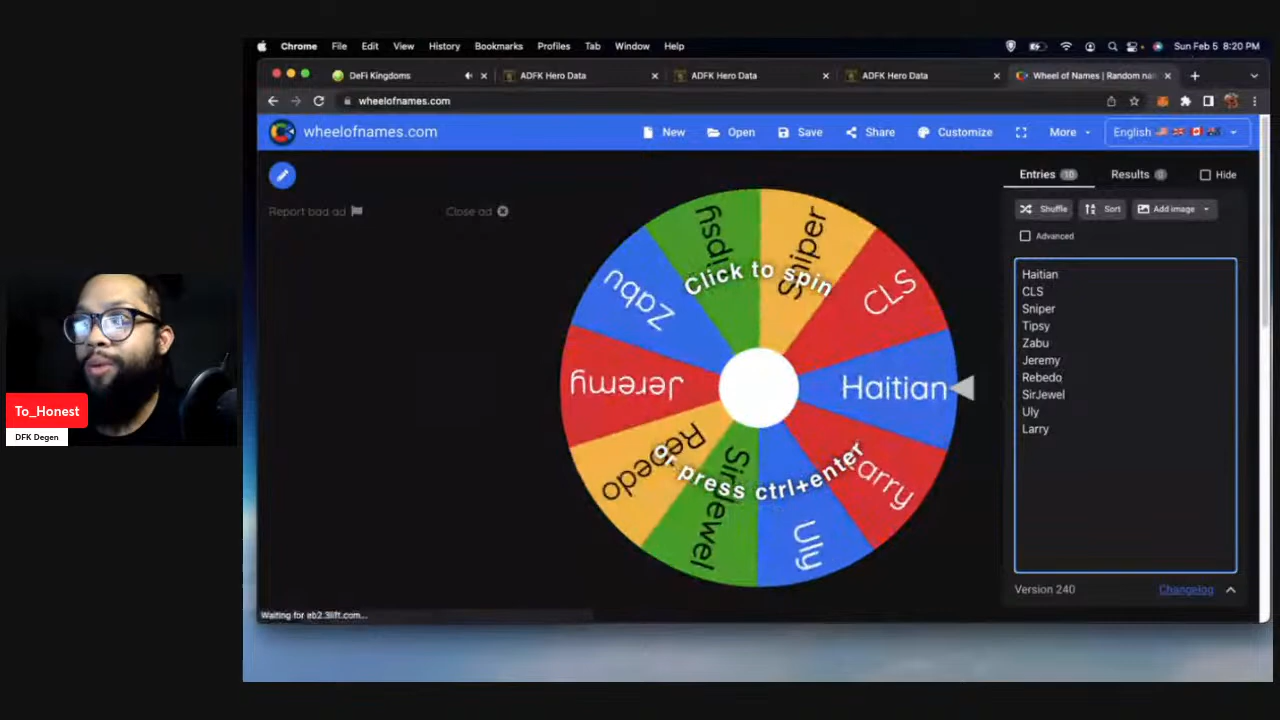 Chrome File Edit View History Bookmarks Profiles Tab Window Help
Sun Feb 5 8:20 PM
DeFi Kingdoms
ADFK Hero Data
ADFK Hero Data
ADFK Hero Data
Wheel of Names | Random na
wheelofnames.com
wheelofnames.com
New Open Save Share Customize More English
Report bad ad
Close ad
Entries 10 Results 0 Hide
Shuffle Sort Add image
Advanced
Haitian
CLS
Sniper
Tipsy
Zabu
Jeremy
Rebedo
SirJewel
Uly
Larry
Version 240
Changelog
Click to spin
or press ctrl+enter
Haitian
CLS
Sniper
Tipsy
Zabu
Jeremy
Rebedo
SirJewel
Uly
Larry
To_Honest
DFK Degen
Waiting for eb2.3lift.com...